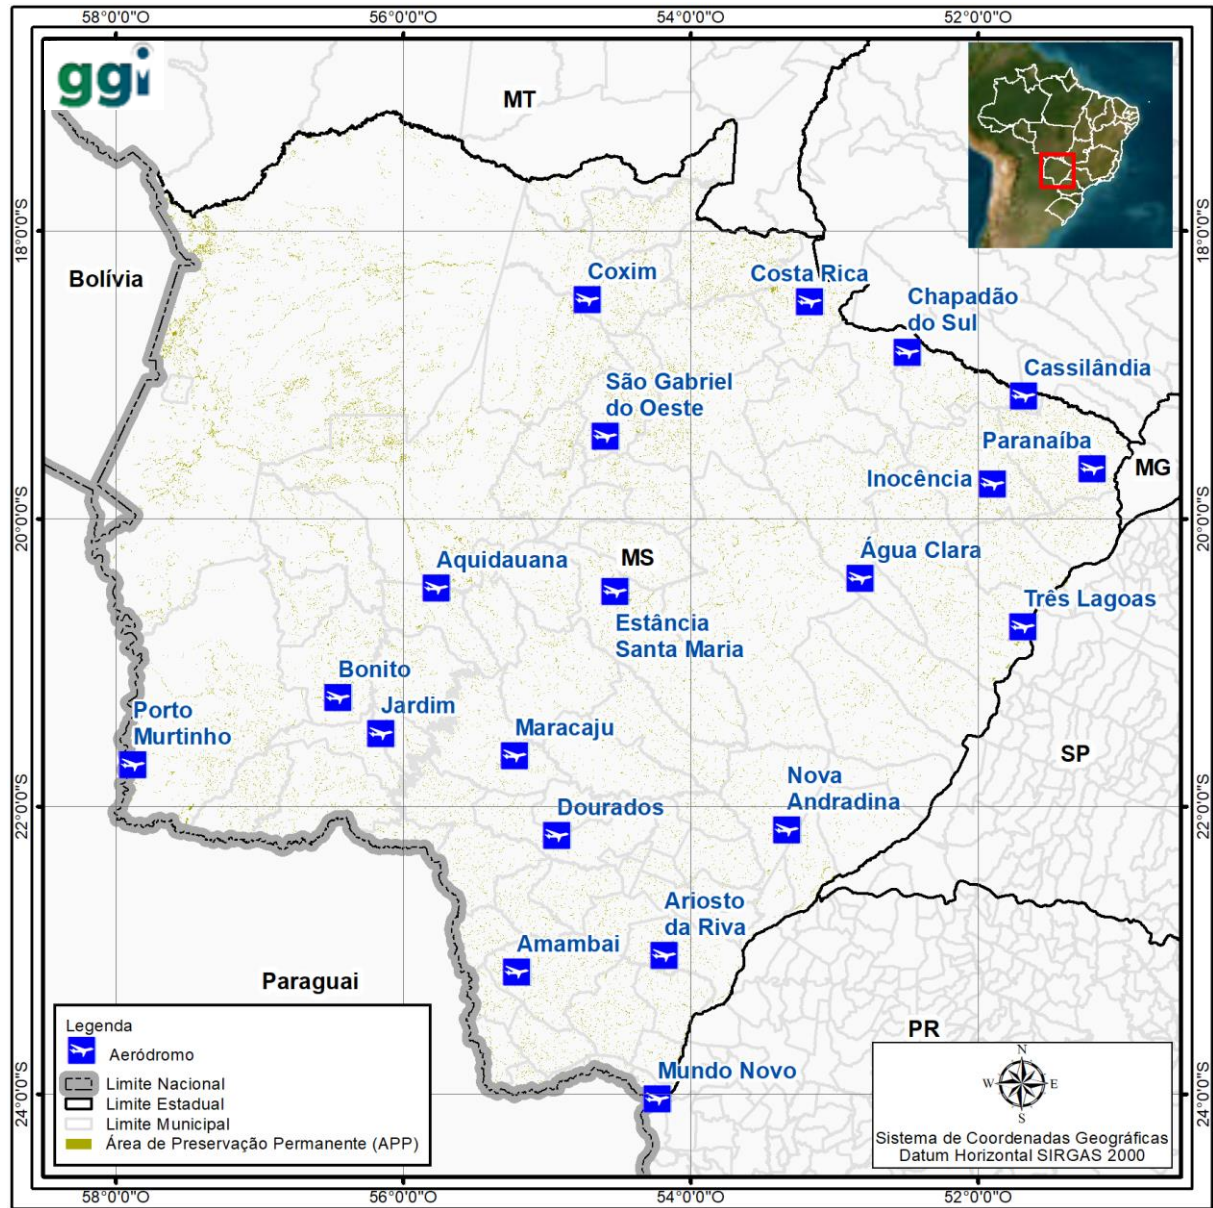 58°0'0"O 56°0'0"O 54°0'0"O 52°0'0"O
ggi
MT
18°0'0"S
18°0'0"S
Bolívia
Coxim
Costa Rica
Chapadão
do Sul
São Gabriel
do Oeste
Cassilândia
Paranaíba
Inocência
MG
20°0'0"S
20°0'0"S
Aquidauana
MS
Água Clara
Estância
Santa Maria
Três Lagoas
Bonito
Jardim
Porto
Murtinho
Maracaju
SP
Nova
Andradina
22°0'0"S
22°0'0"S
Dourados
Ariosto
da Riva
Amambai
Paraguai
PR
Mundo Novo
24°0'0"S
24°0'0"S
Legenda
Aeródromo
Limite Nacional
Limite Estadual
Limite Municipal
Área de Preservação Permanente (APP)
N
W E
S
Sistema de Coordenadas Geográficas
Datum Horizontal SIRGAS 2000
58°0'0"O 56°0'0"O 54°0'0"O 52°0'0"O